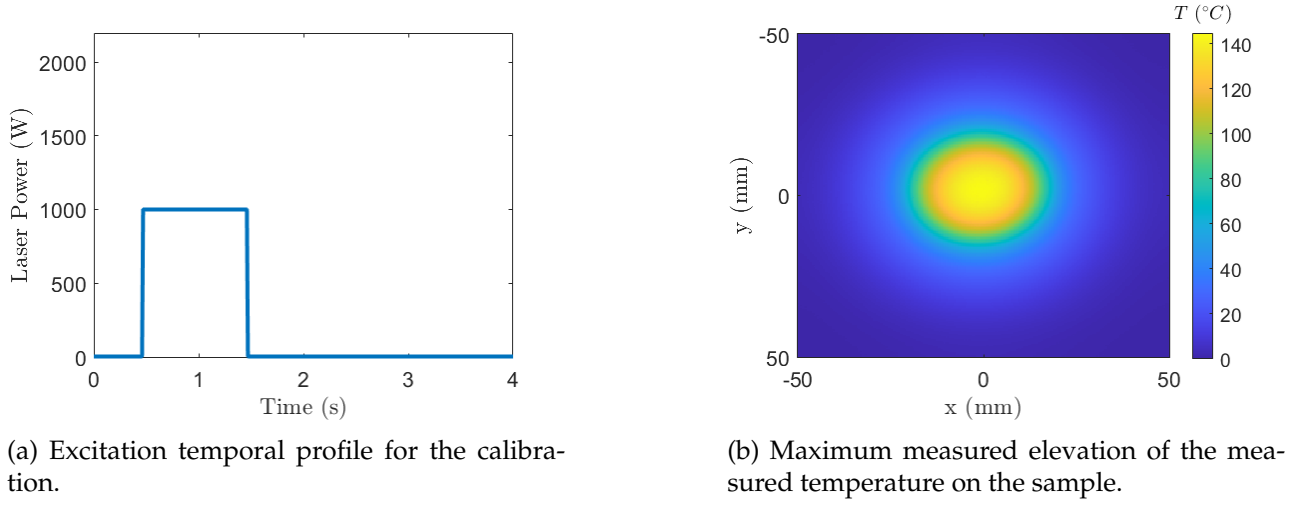 2000
1500
1000
500
0
Laser Power (W)
0 1 2 3 4
Time (s)
(a) Excitation temporal profile for the calibra-
tion.
T (°C)
-50
0
50
y (mm)
-50 0 50
x (mm)
140
120
100
80
60
40
20
0
(b) Maximum measured elevation of the mea-
sured temperature on the sample.